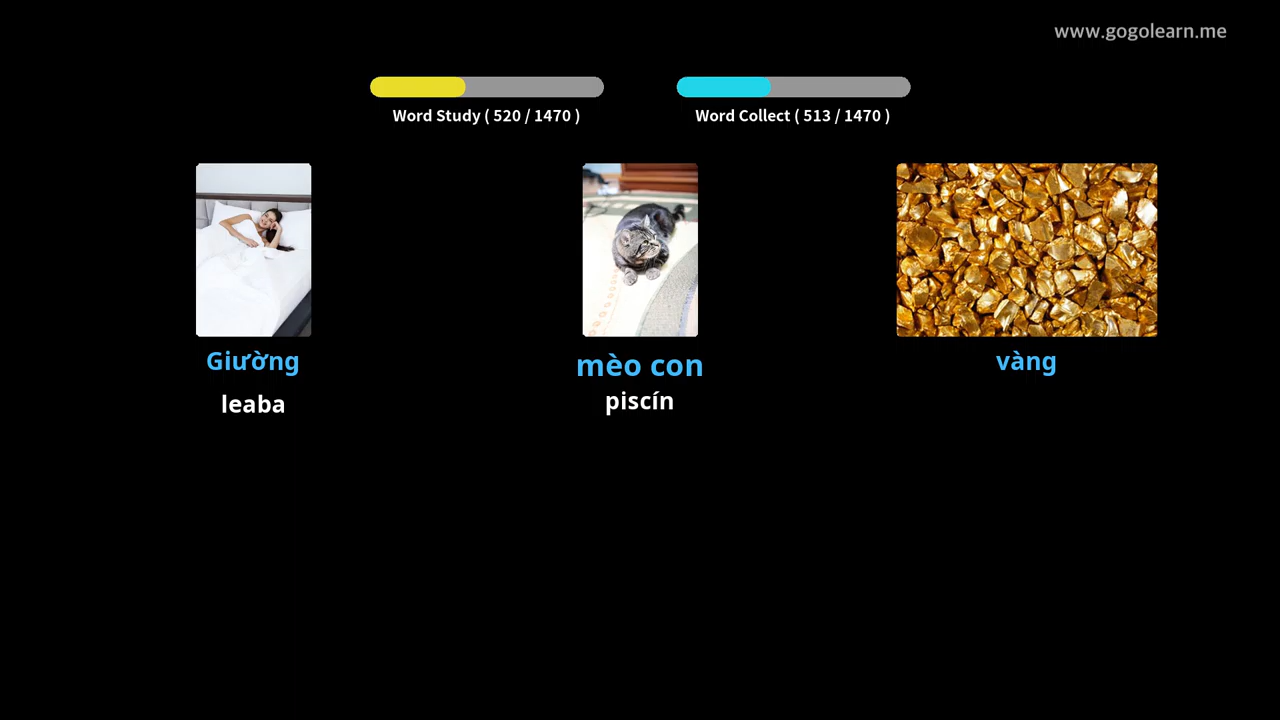 www.gogolearn.me
Word Study ( 520 / 1470 )
Word Collect ( 513 / 1470 )
Giường
leaba
mèo con
piscín
vàng